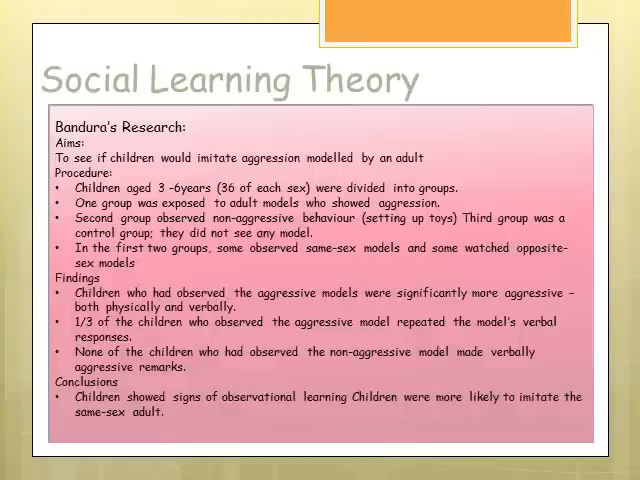 Social Learning Theory
Bandura's Research:
Aims:
To see if children would imitate aggression modelled by an adult
Procedure:
• Children aged 3 -6years (36 of each sex) were divided into groups.
• One group was exposed to adult models who showed aggression.
• Second group observed non-aggressive behaviour (setting up toys) Third group was a
control group; they did not see any model.
• In the first two groups, some observed same-sex models and some watched opposite-
sex models
Findings
• Children who had observed the aggressive models were significantly more aggressive –
both physically and verbally.
• 1/3 of the children who observed the aggressive model repeated the model's verbal
responses.
• None of the children who had observed the non-aggressive model made verbally
aggressive remarks.
Conclusions
• Children showed signs of observational learning Children were more likely to imitate the
same-sex adult.